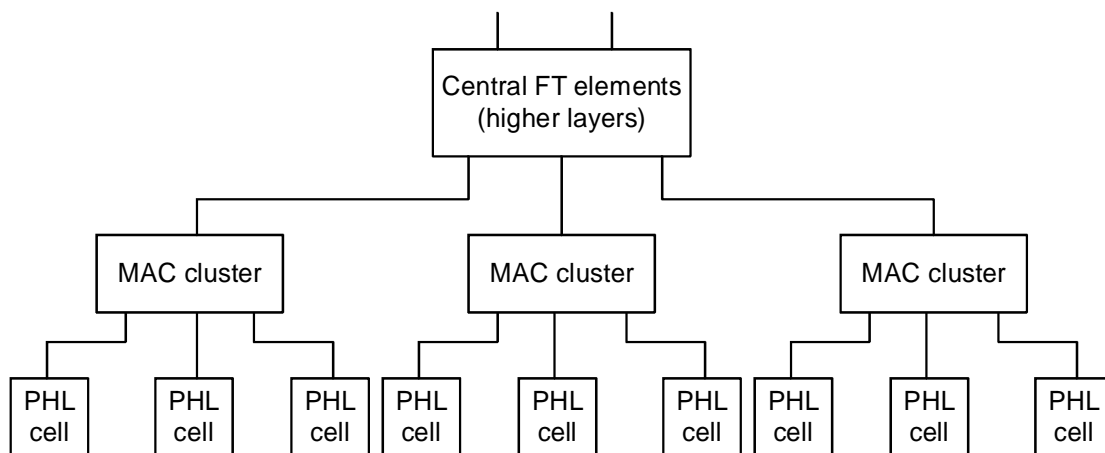 Central FT elements
(higher layers)
MAC cluster
MAC cluster
MAC cluster
PHL
cell
PHL
cell
PHL
cell
PHL
cell
PHL
cell
PHL
cell
PHL
cell
PHL
cell
PHL
cell